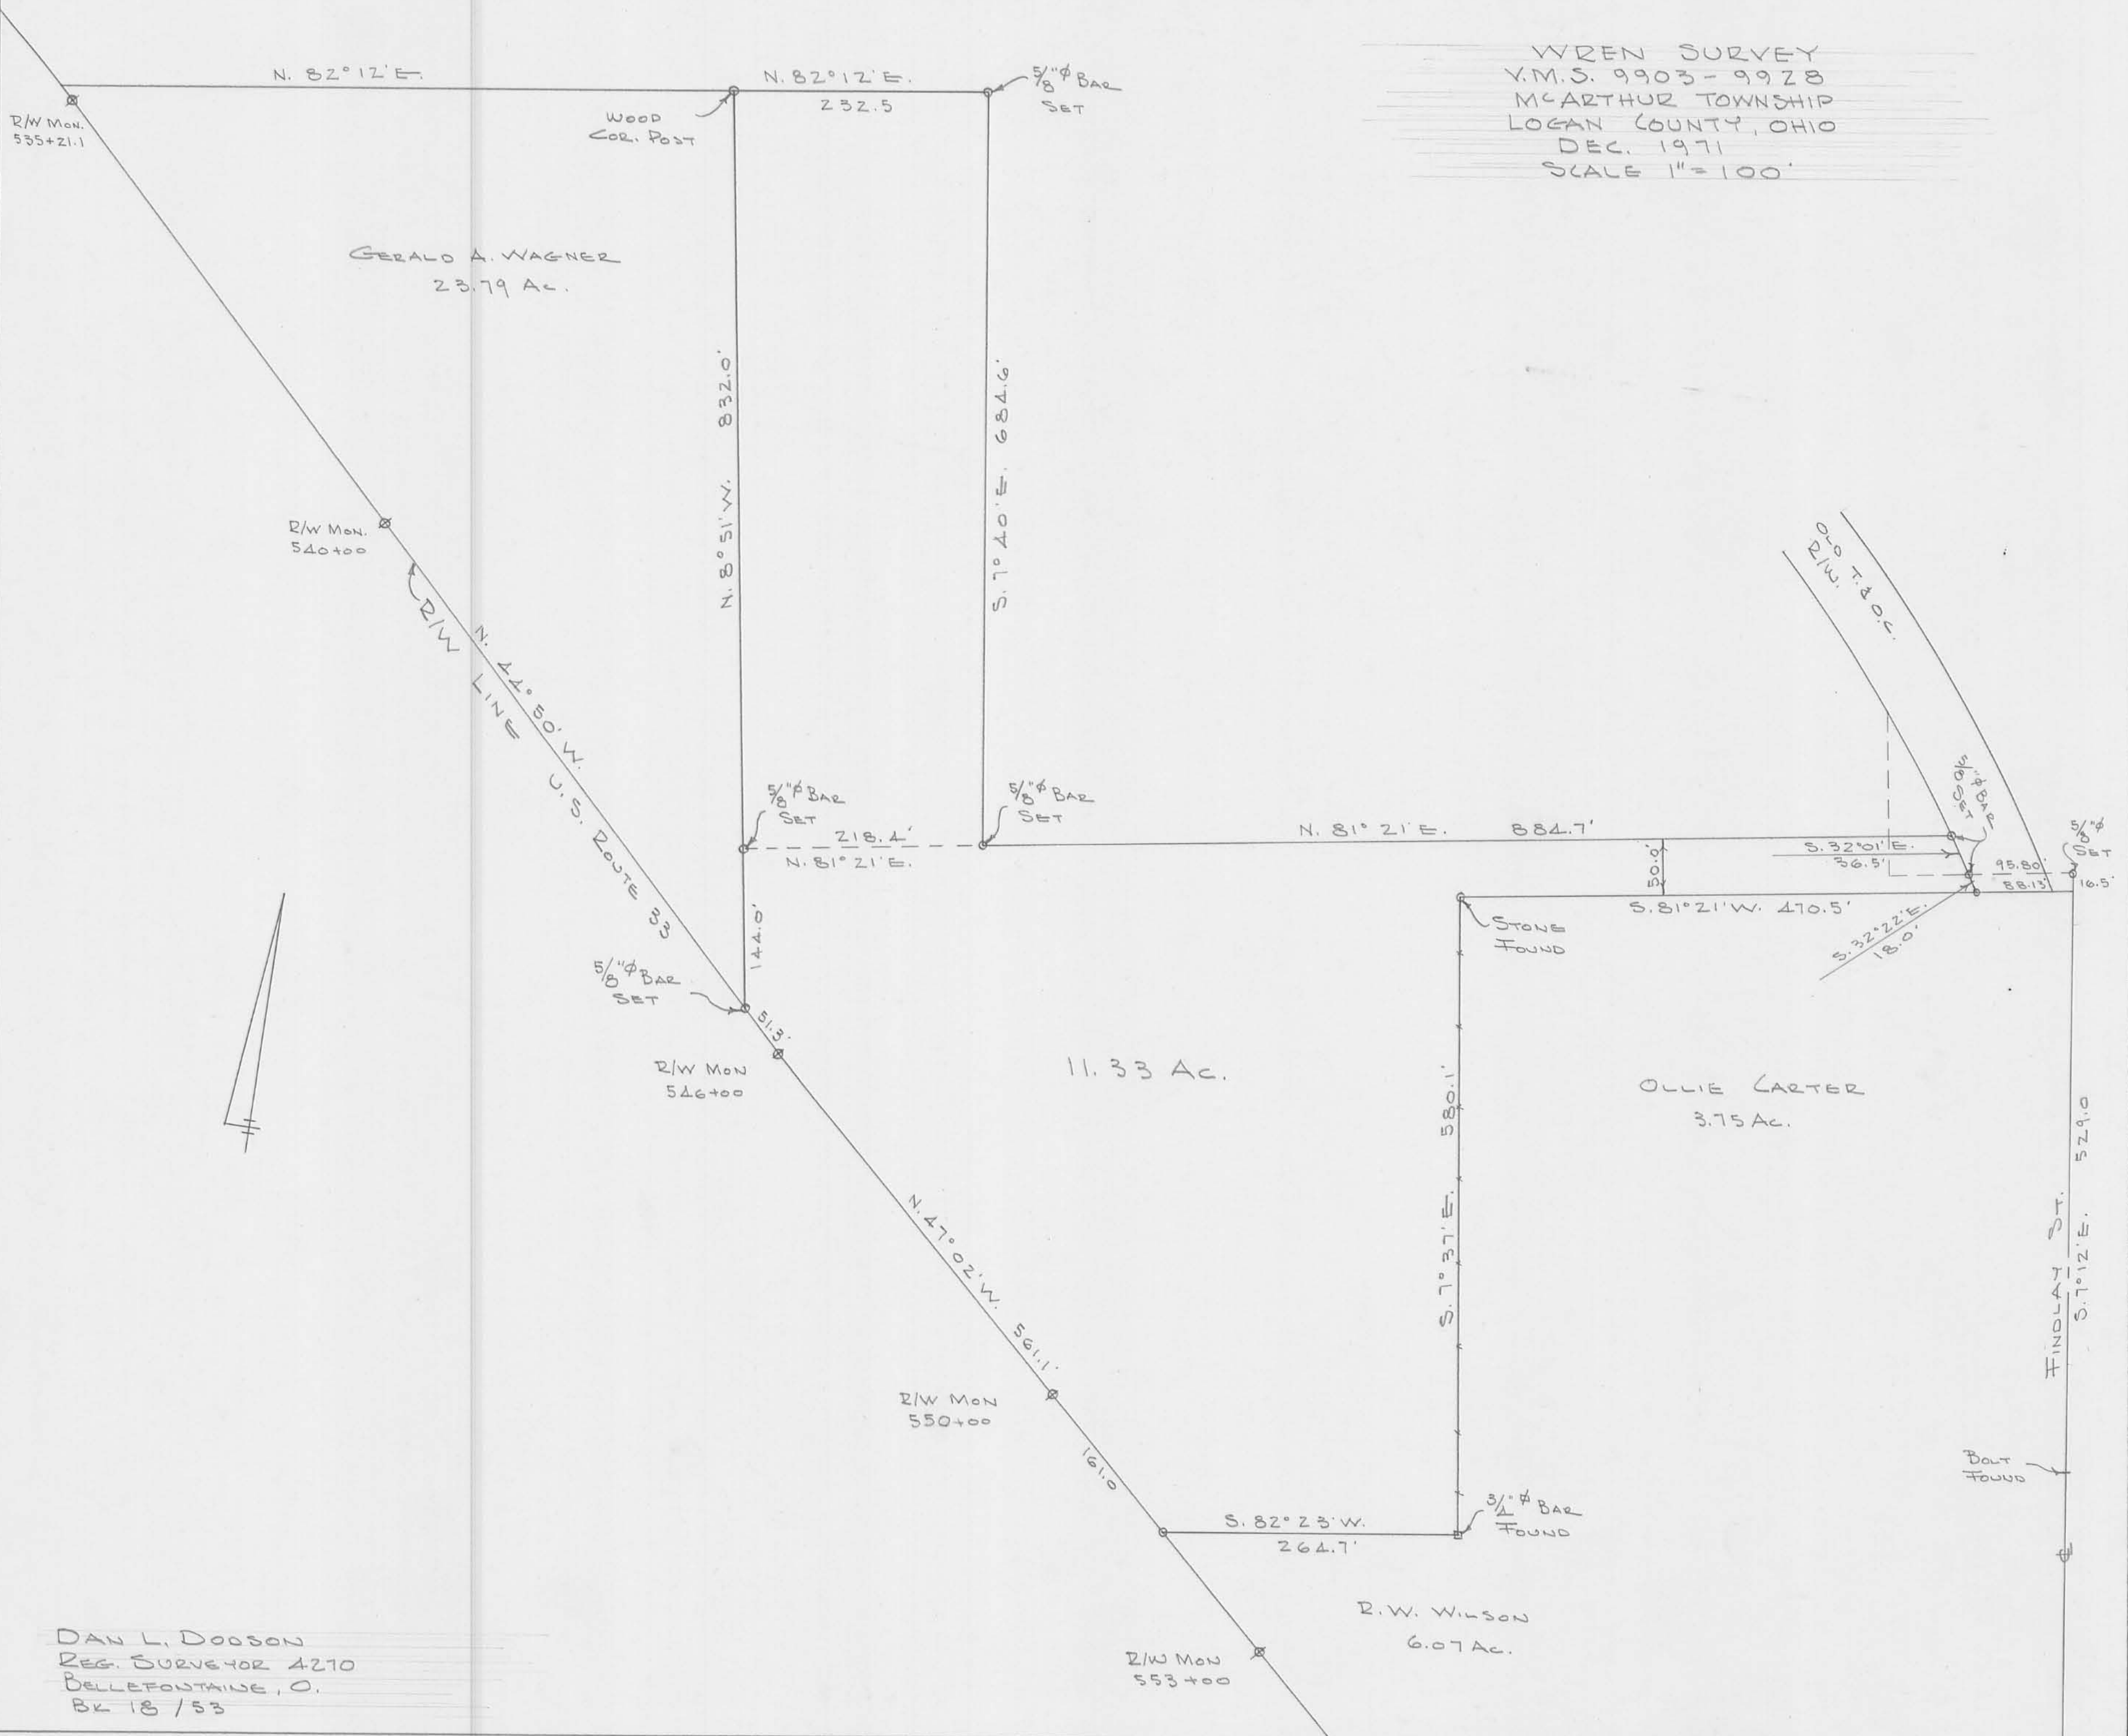 WREN SURVEY
V.M.S. 9903-9928
McARTHUR TOWNSHIP
LOGAN COUNTY, OHIO
DEC. 1971
SCALE 1"=100'
N. 82°12'E.
N. 82°12'E.
232.5
5/8"φ BAR
SET
R/W MON.
535+21.1
WOOD
COR. POST
GERALD A. WAGNER
23.79 AC.
N. 8°51'W. 832.0'
S. 7°40'E. 684.6'
R/W MON.
540+00
R/W LINE
N. 44°50'W.
U.S. ROUTE 33
OLD T.&O.C.
R/W.
5/8"φ BAR
SET
218.4'
N. 81°21'E.
5/8"φ BAR
SET
N. 81°21'E. 884.7'
50.0'
S. 32°01'E.
36.5'
5/8"φ BAR
SET
95.80'
88.13'
5/8"φ
SET
16.5'
S. 81°21'W. 470.5'
S. 32°22'E.
18.0'
STONE
FOUND
144.0'
5/8"φ BAR
SET
51.3'
R/W MON
546+00
11.33 AC.
OLLIE CARTER
3.75 AC.
S. 7°37'E. 580.1'
FINDLAY ST.
S. 7°12'E. 529.0
N. 47°02'W. 561.1'
R/W MON
550+00
161.0
BOLT
FOUND
S. 82°23'W.
264.7'
3/4"φ BAR
FOUND
R.W. WILSON
6.07 AC.
R/W MON
553+00
DAN L. DODSON
REG. SURVEYOR 4270
BELLEFONTAINE, O.
BK 18 /53